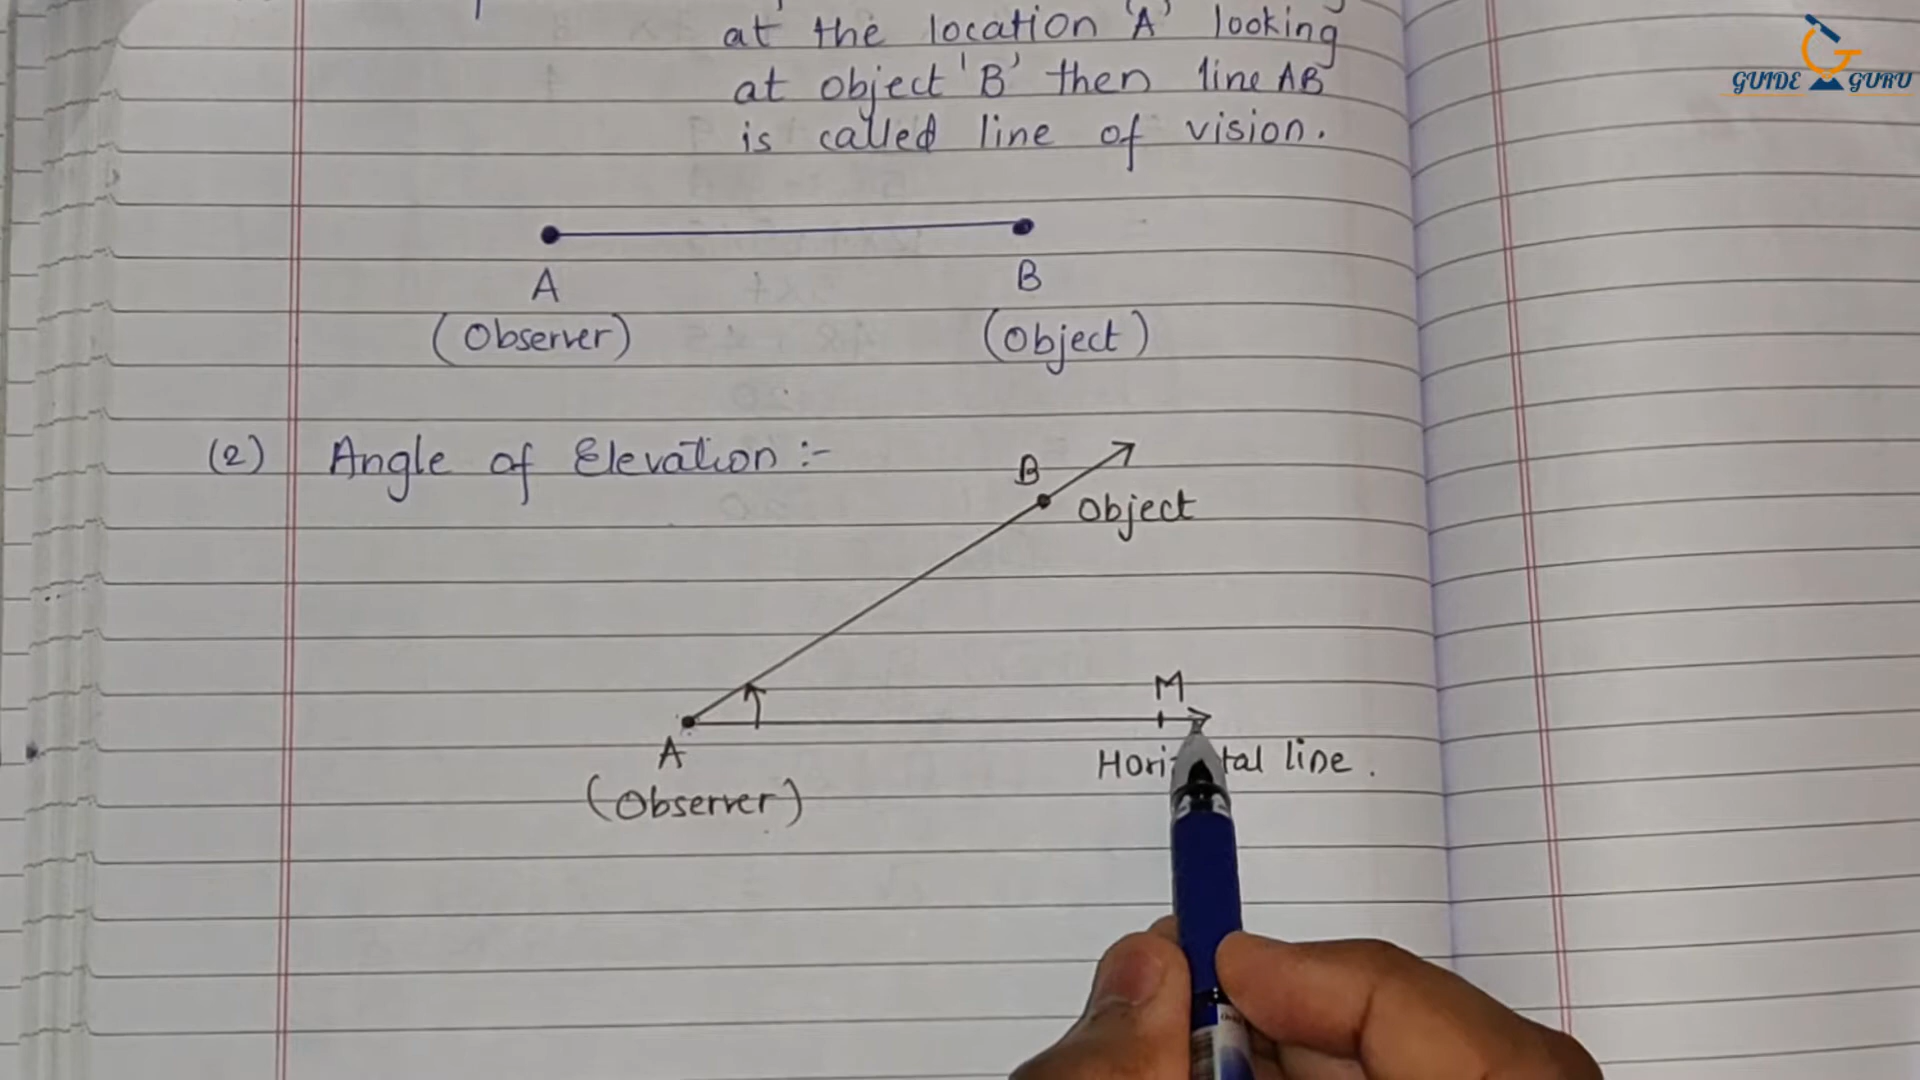 at the location 'A' looking
at object 'B' then line AB
is called line of vision.
A
B
(Observer)
(Object)
(2) Angle of Elevation :-
B
Object
M
A
line.
(Observer)
GUIDE GURU